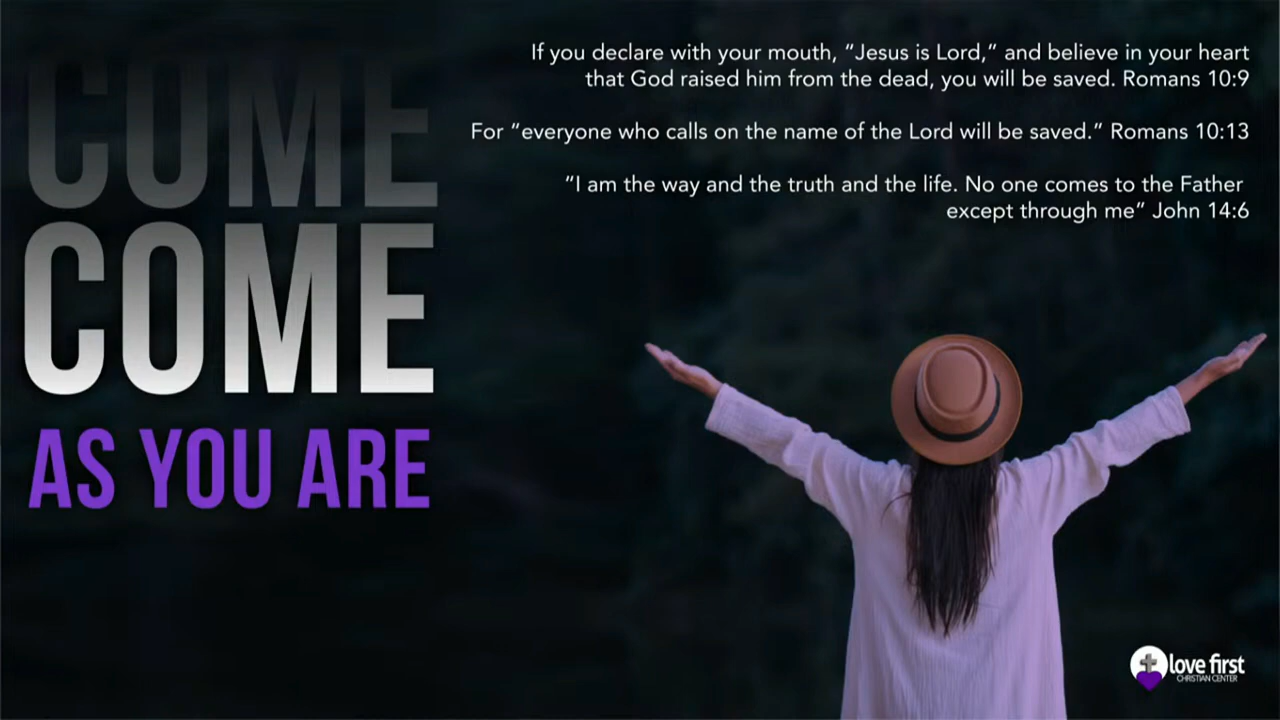 COME
COME
AS YOU ARE
If you declare with your mouth, “Jesus is Lord,” and believe in your heart
that God raised him from the dead, you will be saved. Romans 10:9
For “everyone who calls on the name of the Lord will be saved.” Romans 10:13
“I am the way and the truth and the life. No one comes to the Father
except through me” John 14:6
love first
CHRISTIAN CENTER